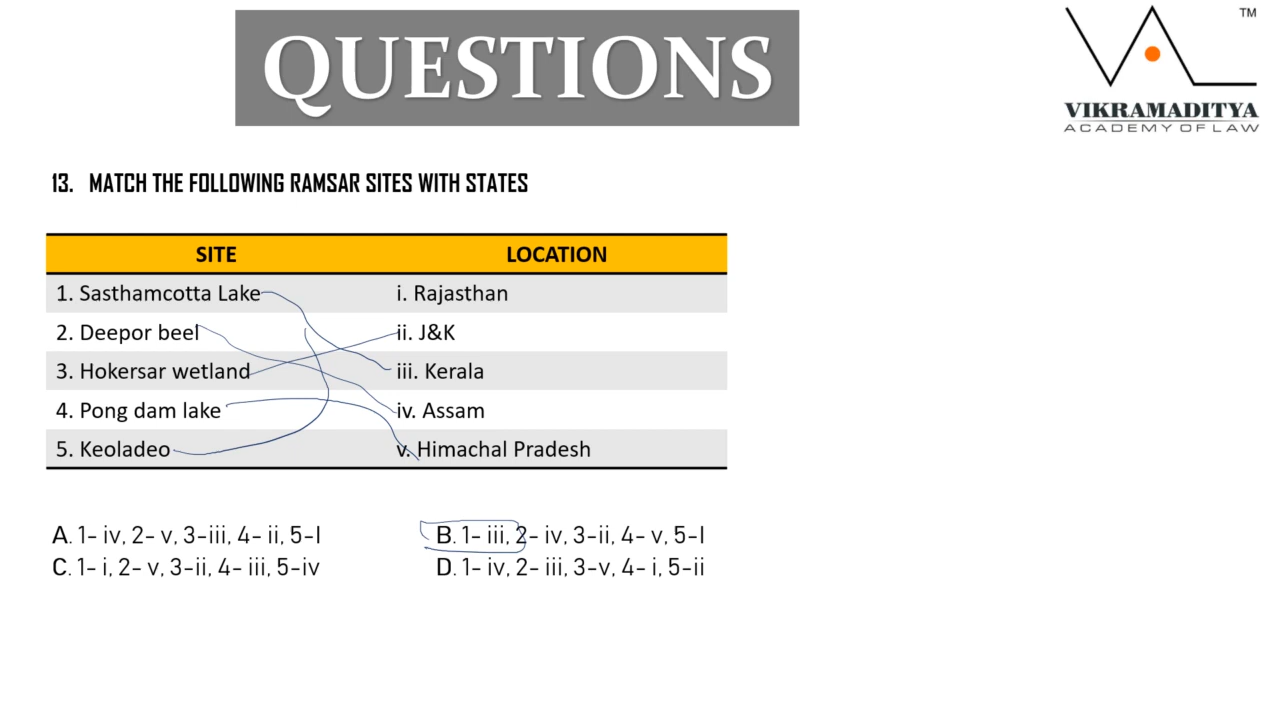 QUESTIONS
TM
VIKRAMADITYA
ACADEMY OF LAW
13. MATCH THE FOLLOWING RAMSAR SITES WITH STATES
SITE LOCATION
1. Sasthamcotta Lake i. Rajasthan
2. Deepor beel ii. J&K
3. Hokersar wetland iii. Kerala
4. Pong dam lake iv. Assam
5. Keoladeo v. Himachal Pradesh
A. 1- iv, 2- v, 3-iii, 4- ii, 5-I B. 1- iii, 2- iv, 3-ii, 4- v, 5-I
C. 1- i, 2- v, 3-ii, 4- iii, 5-iv D. 1- iv, 2- iii, 3-v, 4- i, 5-ii